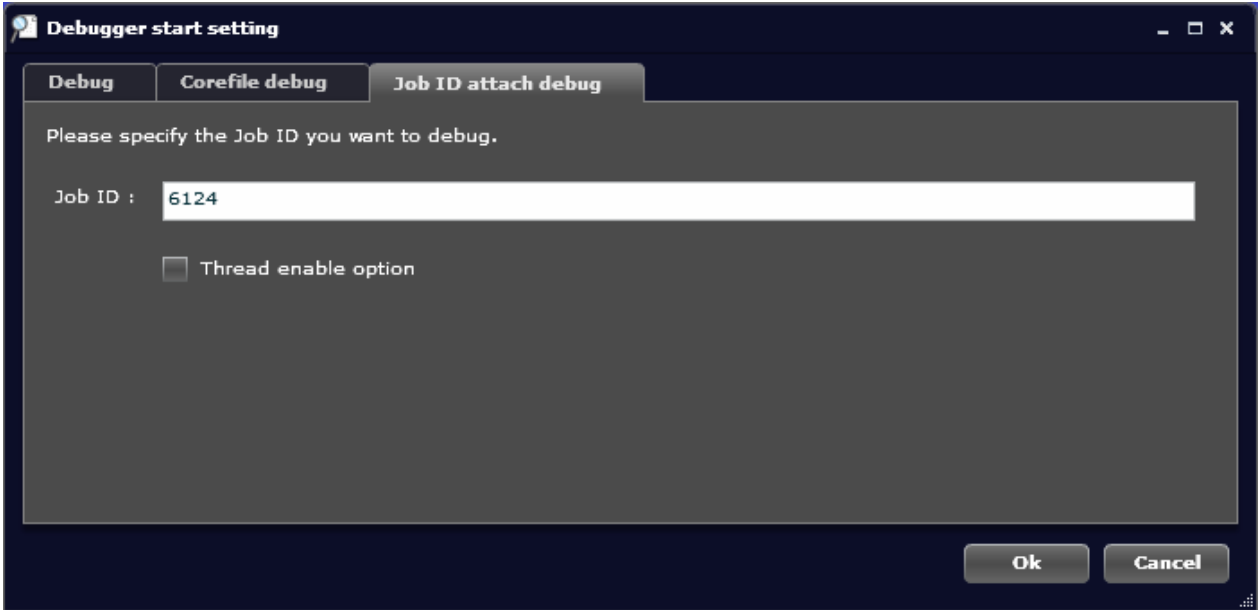 Debugger start setting
Debug Corefile debug Job ID attach debug
Please specify the Job ID you want to debug.
Job ID : 6124
Thread enable option
Ok Cancel